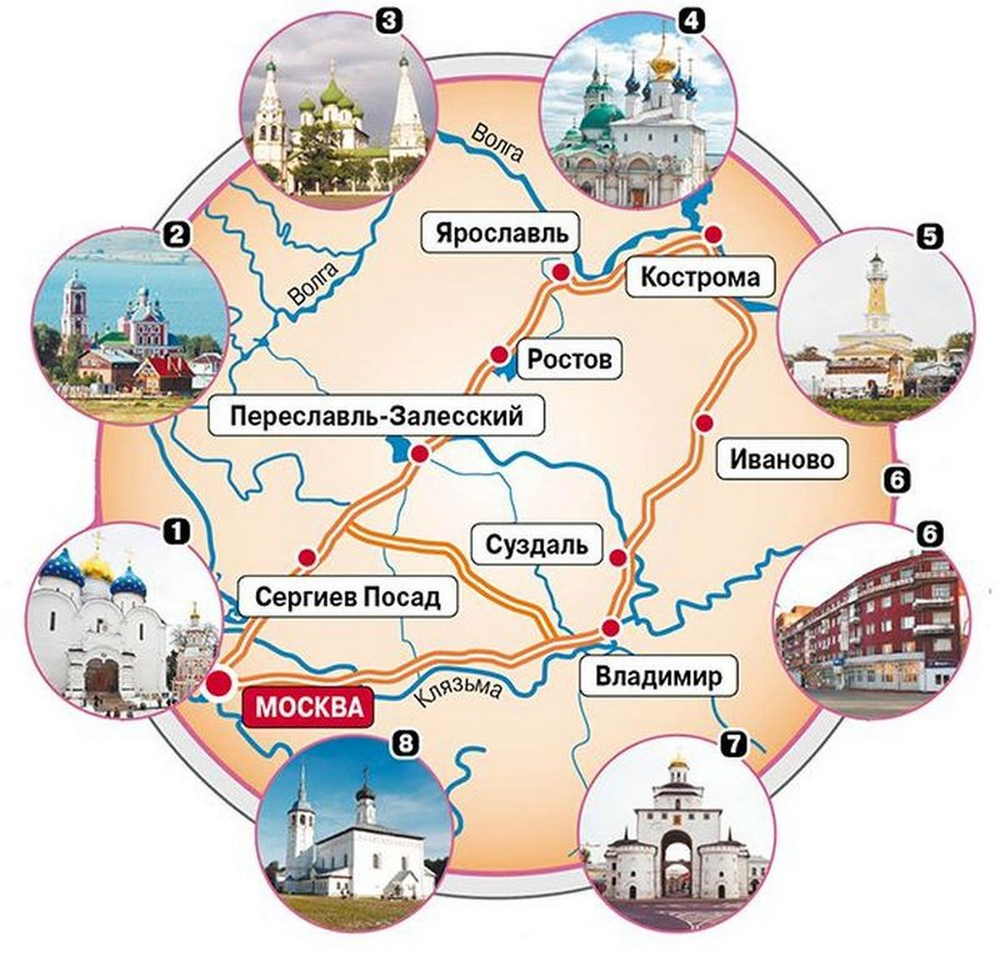 3
4
Волга
2
Ярославль
5
Волга
Кострома
Ростов
Переславль-Залесский
Иваново
6
1
Суздаль
6
Сергиев Посад
Владимир
Клязьма
МОСКВА
8
7